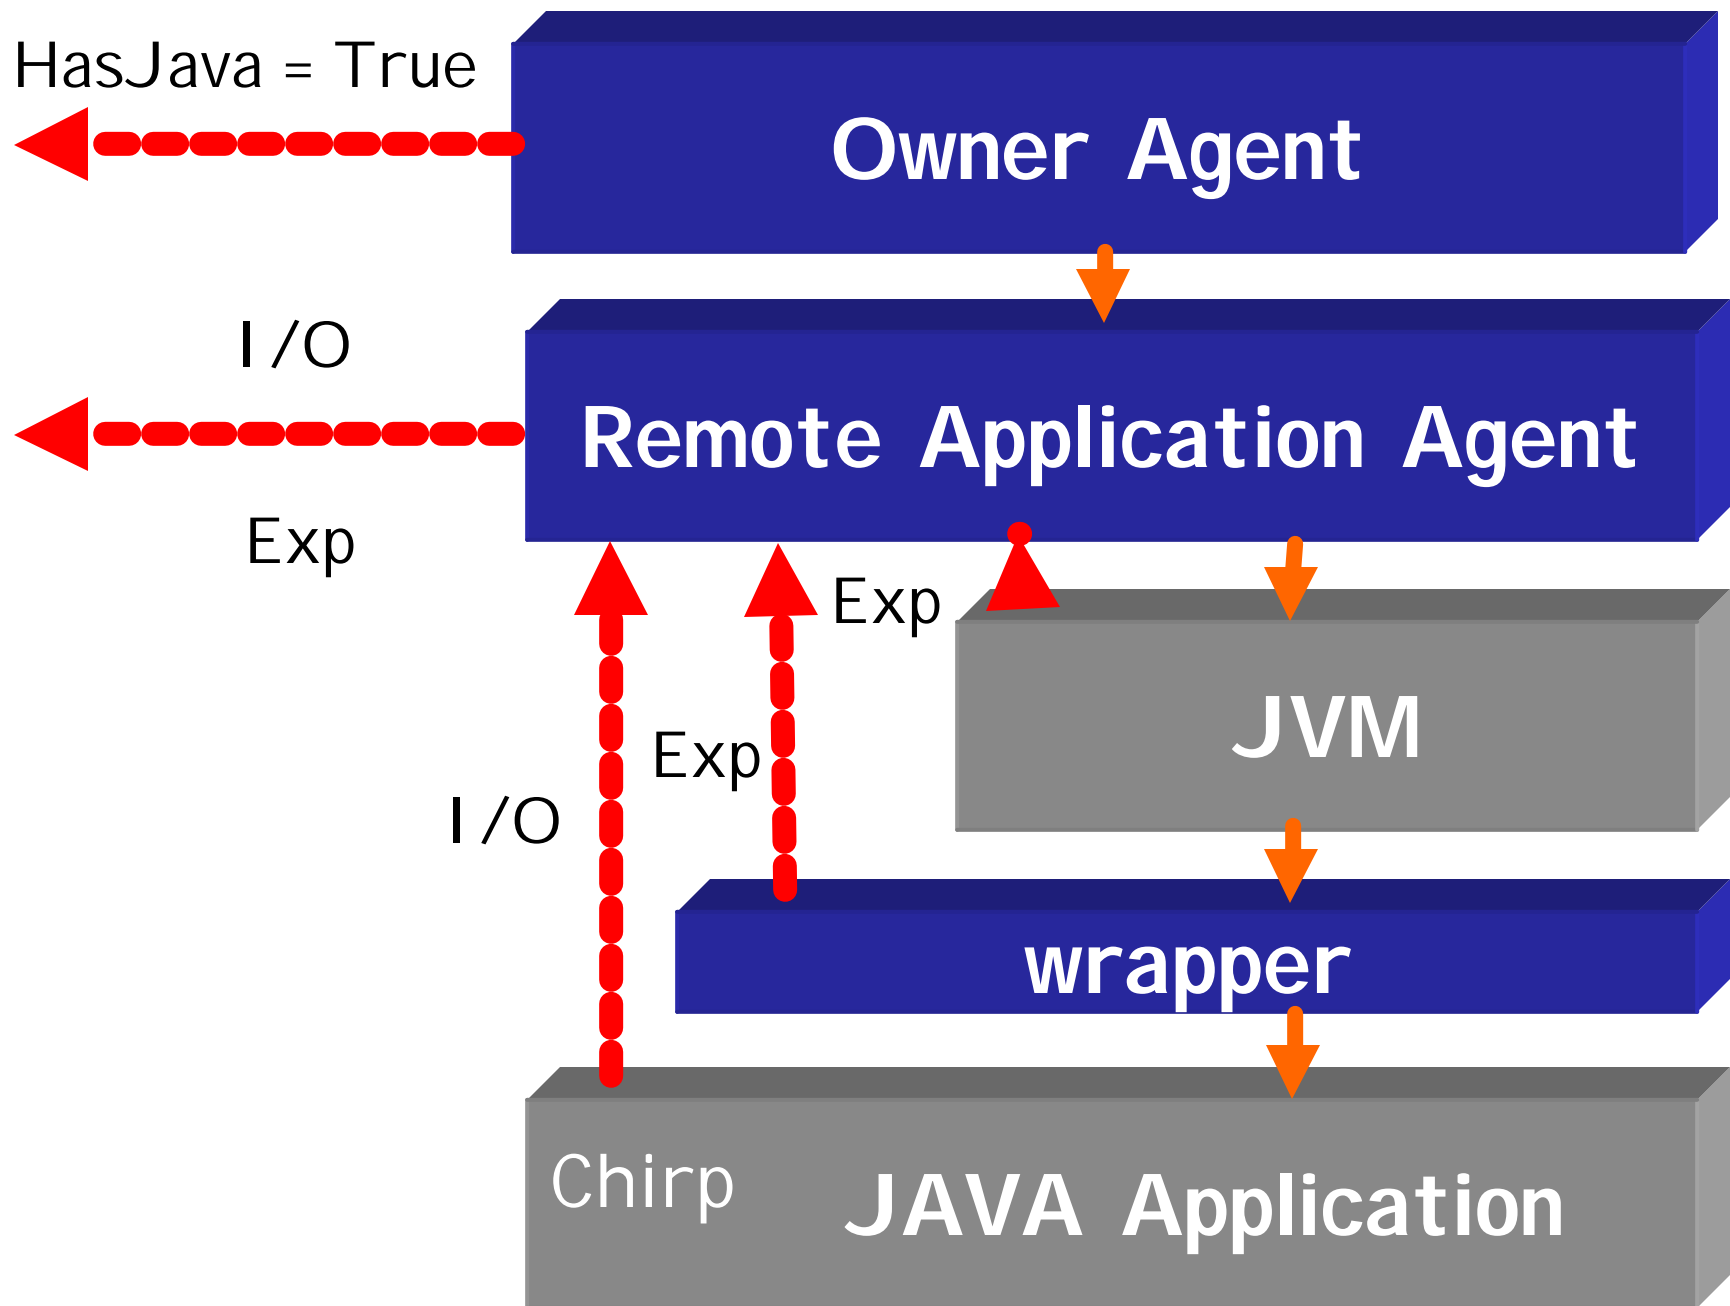 HasJava = True
Owner Agent
I/O
Remote Application Agent
Exp
Exp
JVM
Exp
I/O
wrapper
Chirp
JAVA Application